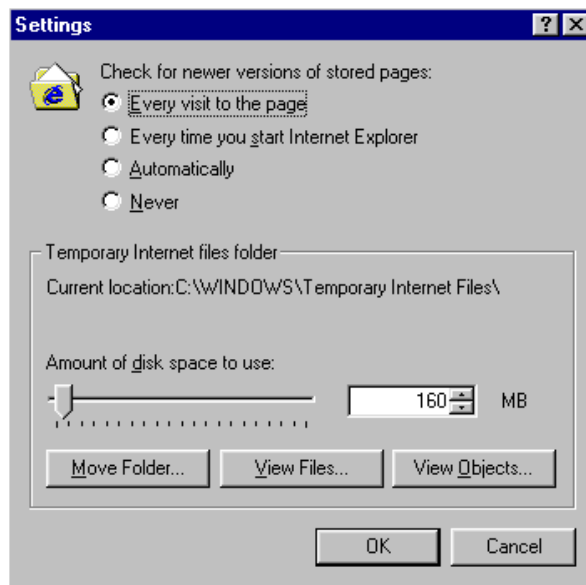 Settings
Check for newer versions of stored pages:
Every visit to the page
Every time you start Internet Explorer
Automatically
Never
Temporary Internet files folder
Current location:C:\WINDOWS\Temporary Internet Files\
Amount of disk space to use:
160 MB
Move Folder... View Files... View Objects...
OK Cancel